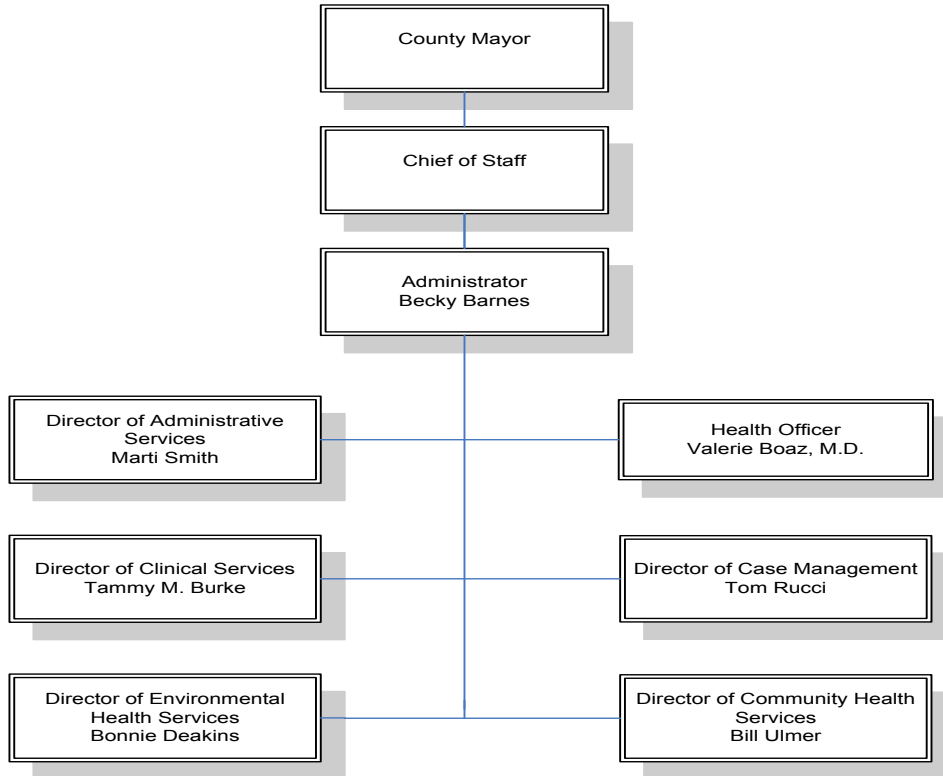 County Mayor
Chief of Staff
Administrator
Becky Barnes
Director of Administrative
Services
Marti Smith
Health Officer
Valerie Boaz, M.D.
Director of Clinical Services
Tammy M. Burke
Director of Case Management
Tom Rucci
Director of Environmental
Health Services
Bonnie Deakins
Director of Community Health
Services
Bill Ulmer